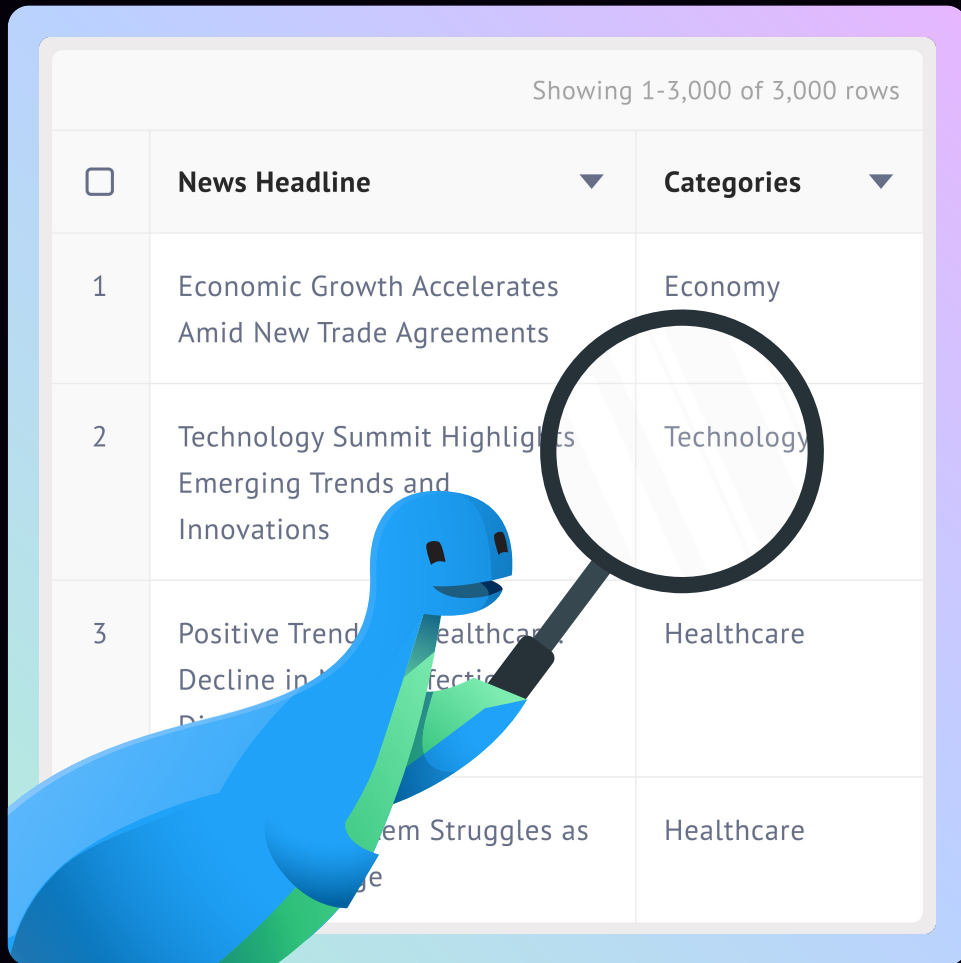 Showing 1-3,000 of 3,000 rows
News Headline
Categories
1
Economic Growth Accelerates
Amid New Trade Agreements
Economy
2
Technology Summit Highlights
Emerging Trends and
Innovations
Technology
3
Positive Trend
Decline in
Healthcare
Struggles as
Healthcare